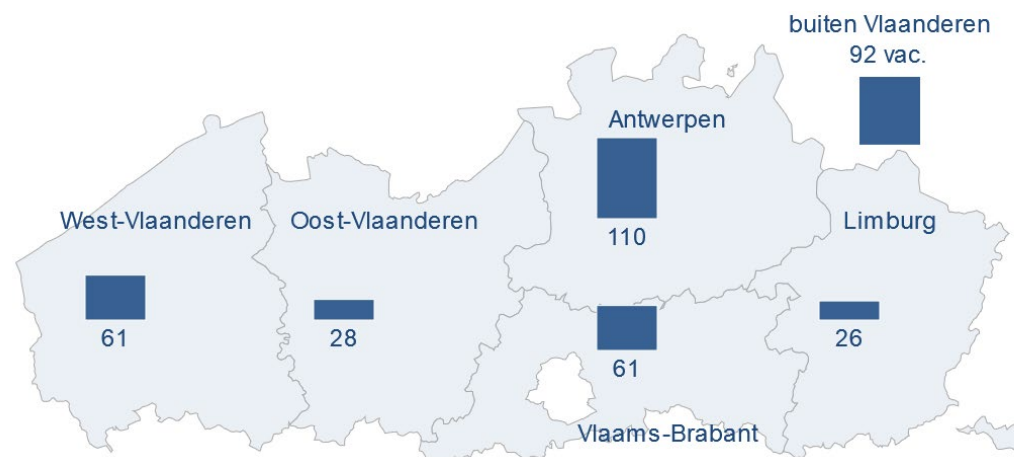 buiten Vlaanderen
92 vac.
Antwerpen
110
West-Vlaanderen
61
Oost-Vlaanderen
28
Limburg
26
61
Vlaams-Brabant